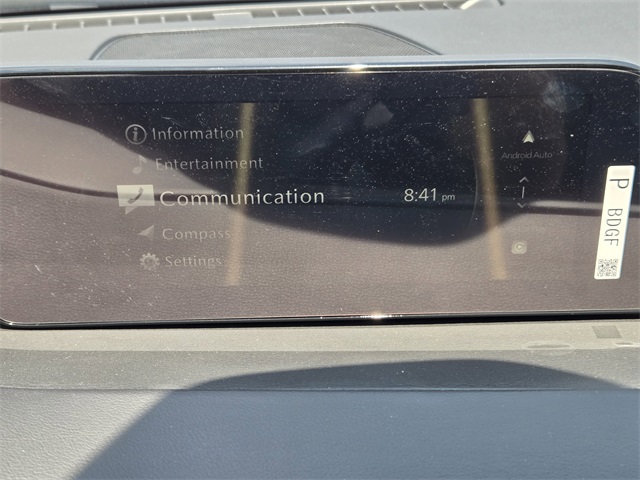 Information
Entertainment
Communication
8:41 pm
Compass
Settings
Android Auto
P BDGF